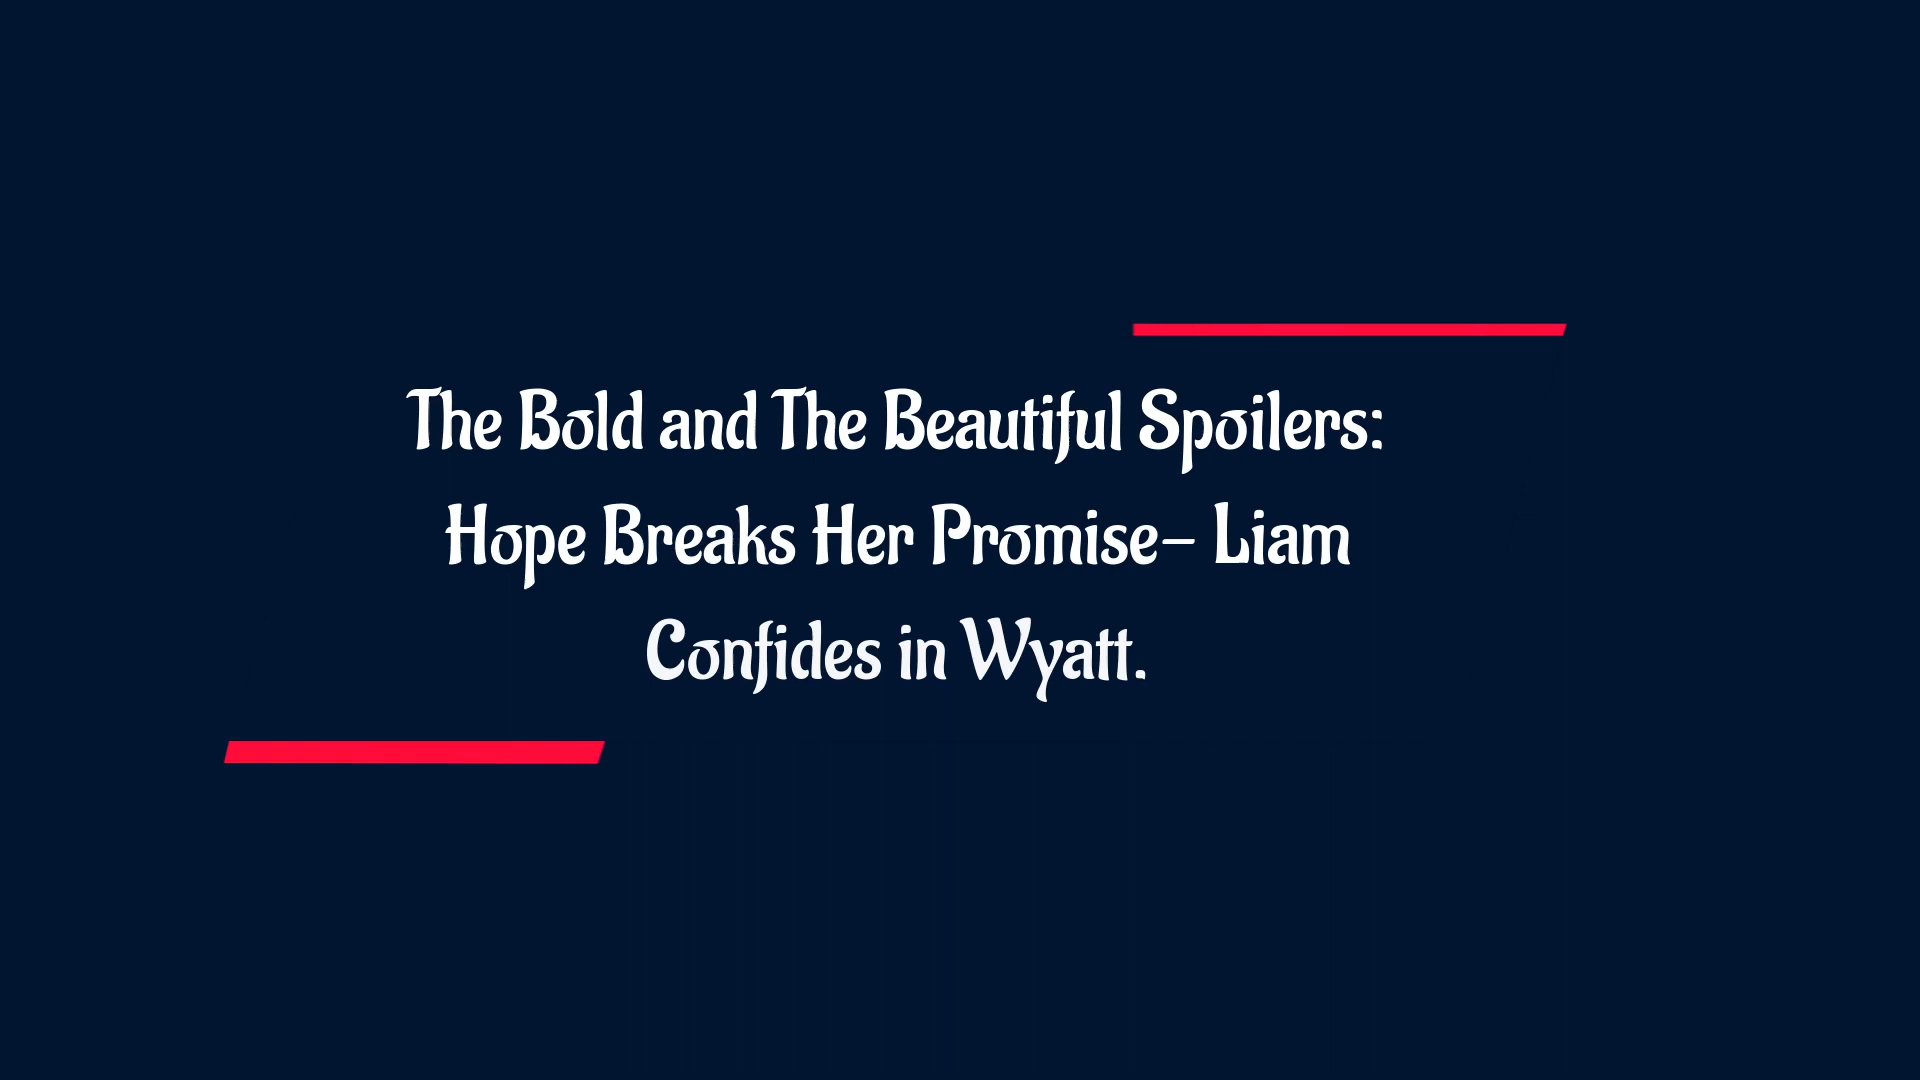 The Bold and The Beautiful Spoilers:
Hope Breaks Her Promise- Liam
Confides in Wyatt.